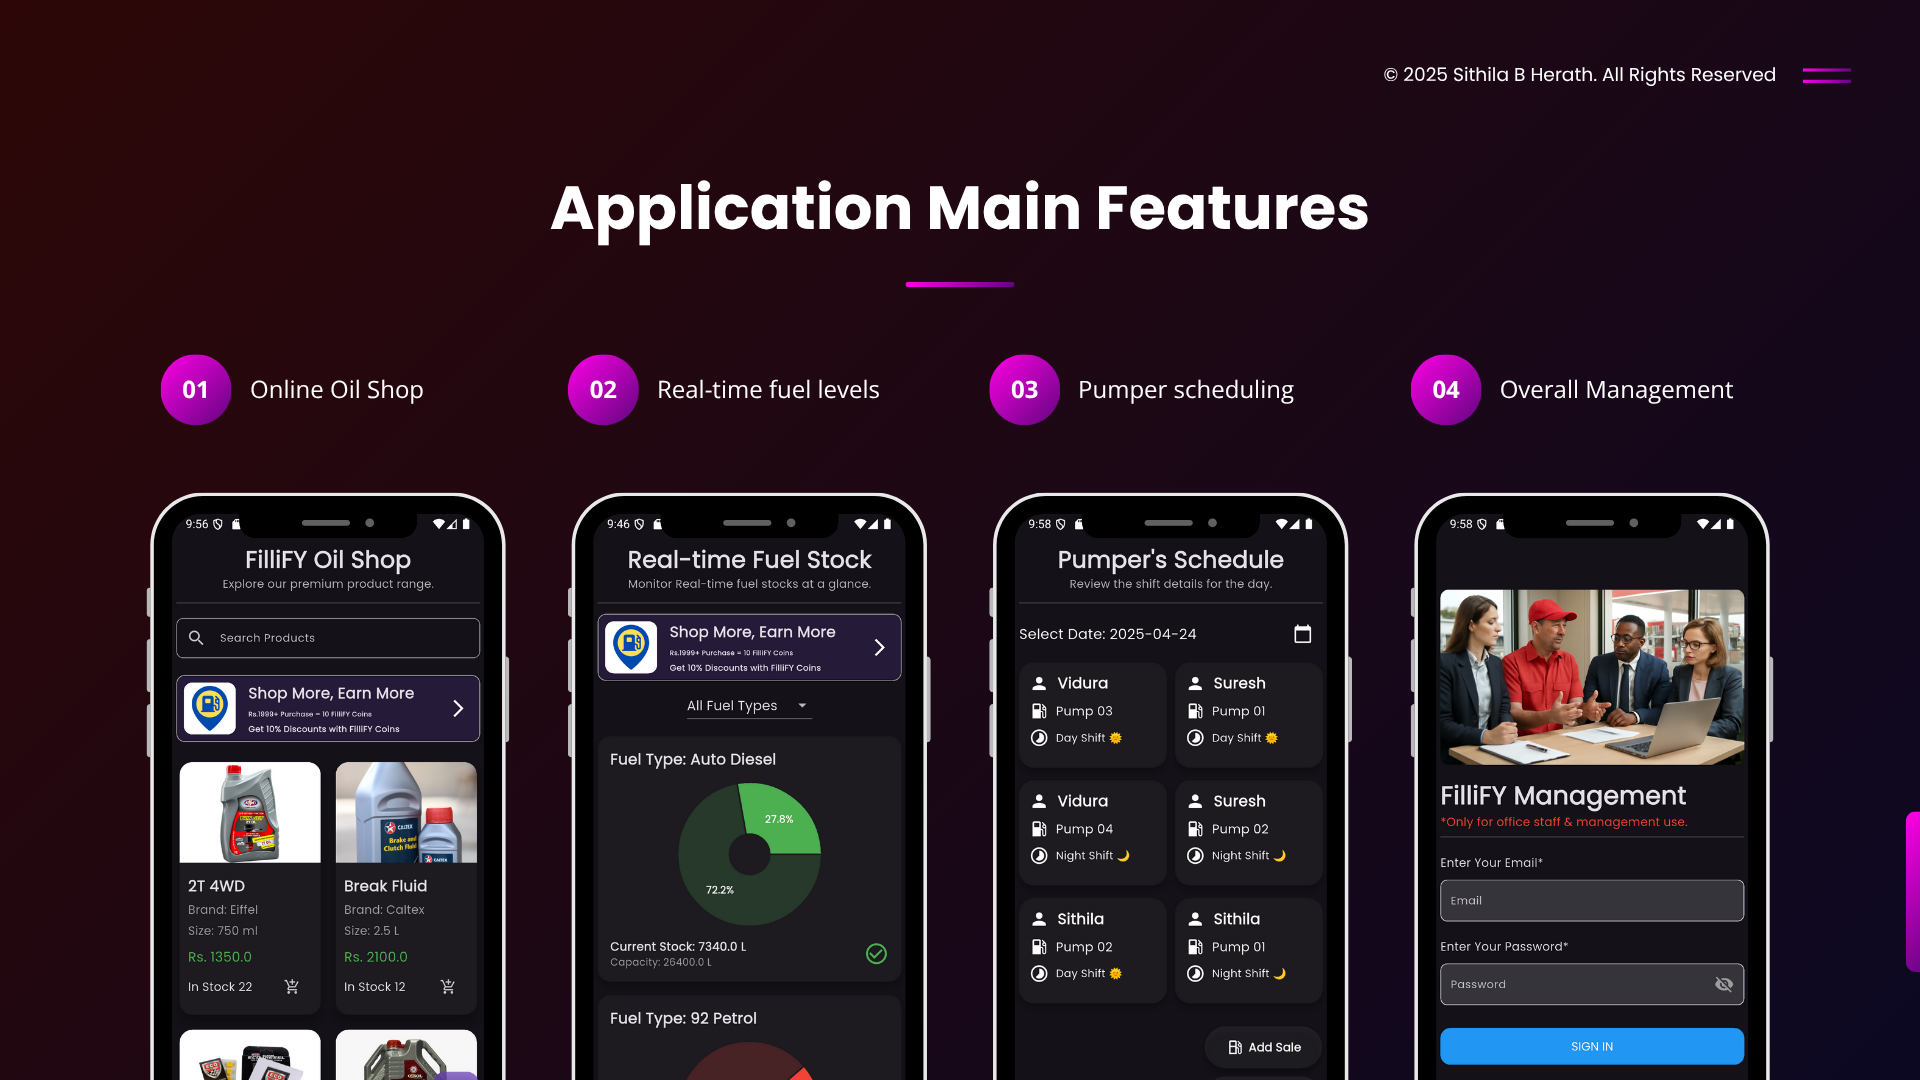 © 2025 Sithila B Herath. All Rights Reserved
Application Main Features
01 Online Oil Shop
02 Real-time fuel levels
03 Pumper scheduling
04 Overall Management
9:56
FilliFY Oil Shop
Explore our premium product range.
Search Products
Shop More, Earn More
Rs.1999+ Purchase = 10 FilliFY Coins
Get 10% Discounts with FilliFY Coins
2T 4WD
Brand: Eiffel
Size: 750 ml
Rs. 1350.0
In Stock 22
CALTEX
Brake and
Clutch Fluid
CALTEX
Break Fluid
Brand: Caltex
Size: 2.5 L
Rs. 2100.0
In Stock 12
9:46
Real-time Fuel Stock
Monitor Real-time fuel stocks at a glance.
Shop More, Earn More
Rs.1999+ Purchase = 10 FilliFY Coins
Get 10% Discounts with FilliFY Coins
All Fuel Types
Fuel Type: Auto Diesel
27.8%
72.2%
Current Stock: 7340.0 L
Capacity: 26400.0 L
Fuel Type: 92 Petrol
9:58
Pumper's Schedule
Review the shift details for the day.
Select Date: 2025-04-24
Vidura
Pump 03
Day Shift 🌞
Suresh
Pump 01
Day Shift 🌞
Vidura
Pump 04
Night Shift 🌙
Suresh
Pump 02
Night Shift 🌙
Sithila
Pump 02
Day Shift 🌞
Sithila
Pump 01
Night Shift 🌙
Add Sale
9:58
FilliFY Management
*Only for office staff & management use.
Enter Your Email*
Email
Enter Your Password*
Password
SIGN IN